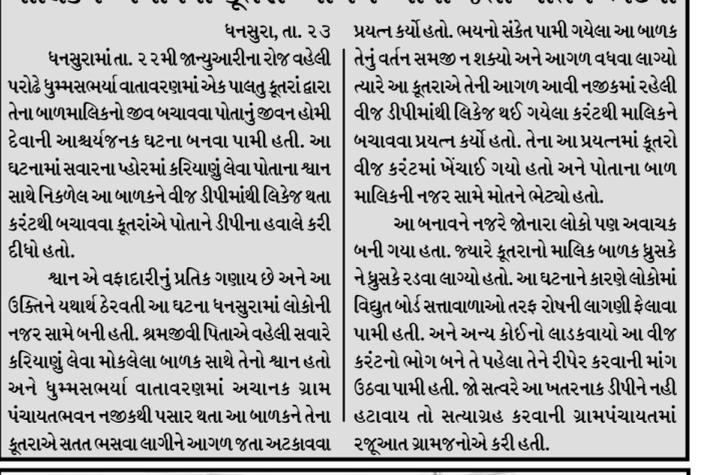 ધનસુરા, તા. ૨૩
ધનસુરામાં તા. ૨૨મી જાન્યુઆરીના રોજ વહેલી
પરોઢે ધુમ્મસભર્યા વાતાવરણમાં એક પાલતુ કૂતરાં દ્વારા
તેના બાળમાલિકનો જીવ બચાવવા પોતાનું જીવન હોમી
દેવાની આશ્ચર્યજનક ઘટના બનવા પામી હતી. આ
ઘટનામાં સવારના પ્હોરમાં કરિયાણું લેવા પોતાના શ્વાન
સાથે નિકળેલ આ બાળકને વીજ ડીપીમાંથી લિકેજ થતા
કરંટથી બચાવવા કૂતરાંએ પોતાને ડીપીના હવાલે કરી
દીધો હતો.
શ્વાન એ વફાદારીનું પ્રતિક ગણાય છે અને આ
ઉક્તિને યથાર્થ ઠેરવતી આ ઘટના ધનસુરામાં લોકોની
નજર સામે બની હતી. શ્રમજીવી પિતાએ વહેલી સવારે
કરિયાણું લેવા મોકલેલા બાળક સાથે તેનો શ્વાન હતો
અને ધુમ્મસભર્યા વાતાવરણમાં અચાનક ગ્રામ
પંચાયતભવન નજીકથી પસાર થતા આ બાળકને તેના
કૂતરાએ સતત ભસવા લાગીને આગળ જતા અટકાવવા
પ્રયત્ન કર્યો હતો. ભયનો સંકેત પામી ગયેલા આ બાળક
તેનું વર્તન સમજી ન શક્યો અને આગળ વધવા લાગ્યો
ત્યારે આ કૂતરાએ તેની આગળ આવી નજીકમાં રહેલી
વીજ ડીપીમાંથી લિકેજ થઈ ગયેલા કરંટથી માલિકને
બચાવવા પ્રયત્ન કર્યો હતો. તેના આ પ્રયત્નમાં કૂતરો
વીજ કરંટમાં ખેંચાઈ ગયો હતો અને પોતાના બાળ
માલિકની નજર સામે મોતને ભેટ્યો હતો.
આ બનાવને નજરે જોનારા લોકો પણ અવાચક
બની ગયા હતા. જ્યારે કૂતરાનો માલિક બાળક ધ્રુસકે
ને ધ્રુસકે રડવા લાગ્યો હતો. આ ઘટનાને કારણે લોકોમાં
વિદ્યુત બોર્ડ સત્તાવાળાઓ તરફ રોષની લાગણી ફેલાવા
પામી હતી. અને અન્ય કોઈનો લાડકવાયો આ વીજ
કરંટનો ભોગ બને તે પહેલા તેને રીપેર કરવાની માંગ
ઉઠવા પામી હતી. જો સત્વરે આ ખતરનાક ડીપીને નહી
હટાવાય તો સત્યાગ્રહ કરવાની ગ્રામપંચાયતમાં
રજૂઆત ગ્રામજનોએ કરી હતી.